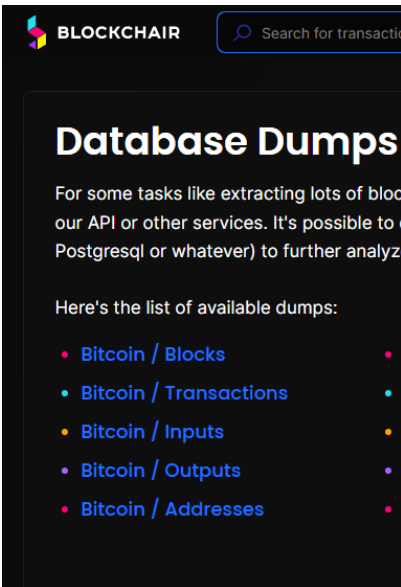 BLOCKCHAIR
Search for transactio
Database Dumps
For some tasks like extracting lots of bloc
our API or other services. It's possible to
Postgresql or whatever) to further analyz
Here's the list of available dumps:
Bitcoin / Blocks
Bitcoin / Transactions
Bitcoin / Inputs
Bitcoin / Outputs
Bitcoin / Addresses